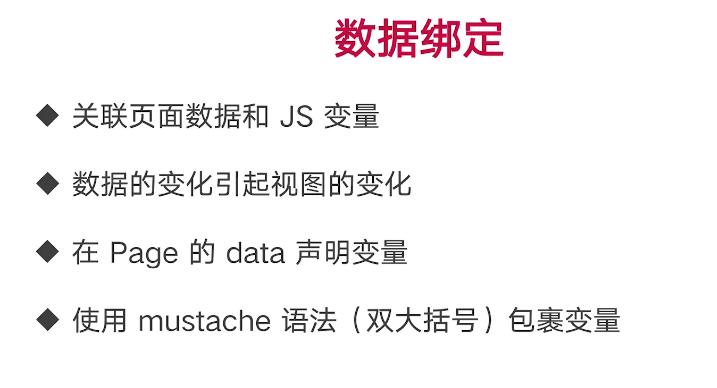 数据绑定
◆ 关联页面数据和 JS 变量
◆ 数据的变化引起视图的变化
◆ 在 Page 的 data 声明变量
◆ 使用 mustache 语法（双大括号）包裹变量